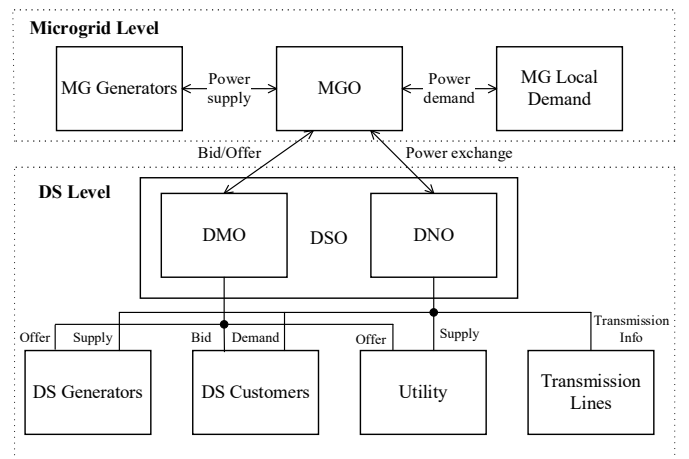 Microgrid Level
MG Generators
Power
supply
MGO
Power
demand
MG Local
Demand
Bid/Offer
Power exchange
DS Level
DMO
DSO
DNO
Offer
Supply
Bid
Demand
Offer
Supply
Transmission
Info
DS Generators
DS Customers
Utility
Transmission
Lines